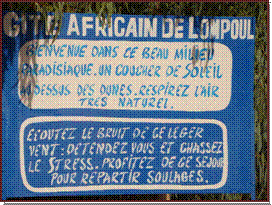 GITE AFRICAIN DE LOMPOUL
BIENVENUE DANS CE BEAU MILIEU
PARADISIAQUE. UN COUCHER DE SOLEIL
AU DESSUS DES DUNES. RESPIREZ L'AIR
TRES NATUREL.
ECOUTEZ LE BRUIT DE CE LEGER
VENT. DETENDEZ VOUS ET CHASSEZ
LE STRESS. PROFITEZ DE CE SEJOUR
POUR REPARTIR SOULAGES.